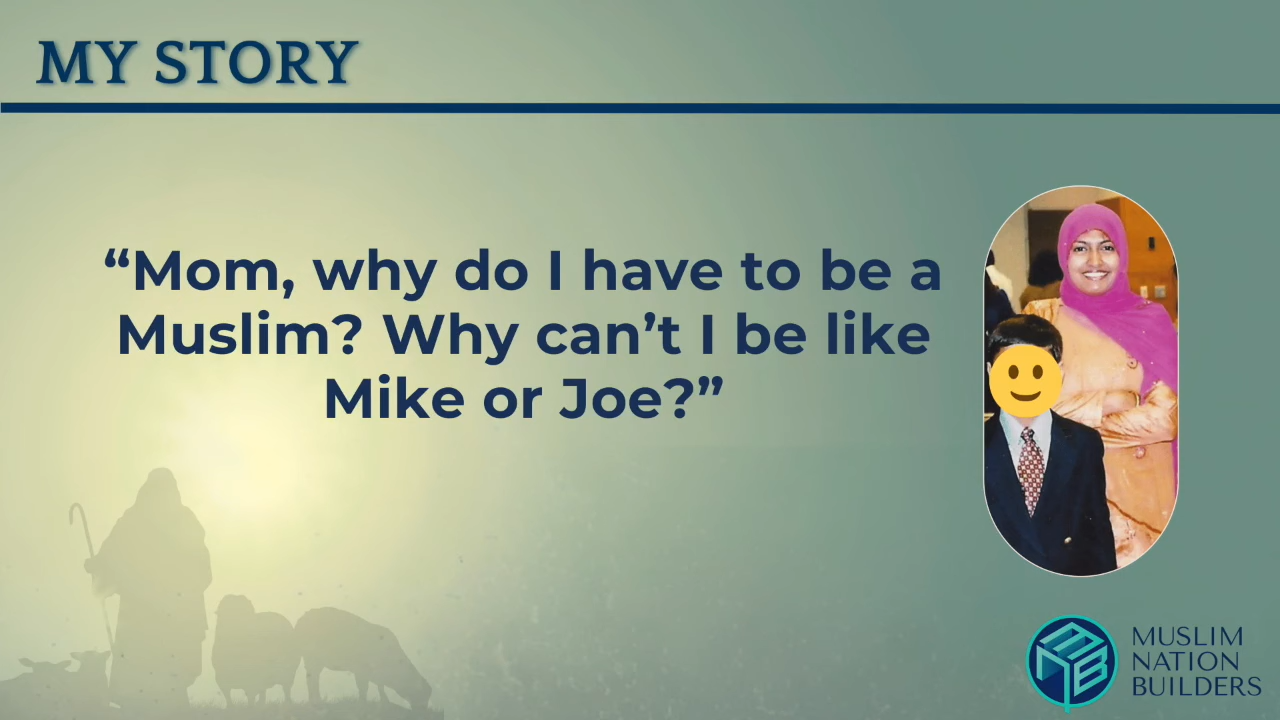 MY STORY
“Mom, why do I have to be a
Muslim? Why can’t I be like
Mike or Joe?”
MNB
MUSLIM
NATION
BUILDERS